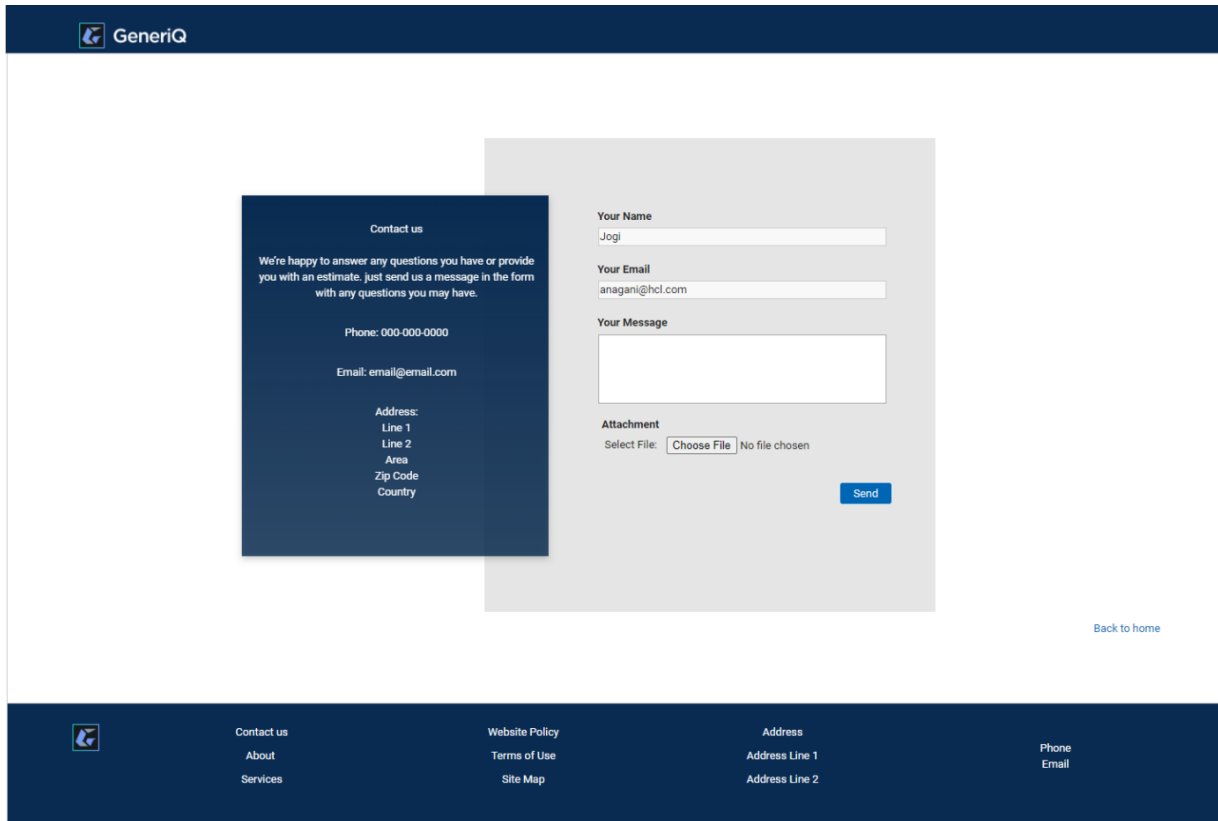 GeneriQ
Contact us
We're happy to answer any questions you have or provide
you with an estimate. just send us a message in the form
with any questions you may have.
Phone: 000-000-0000
Email: email@email.com
Address:
Line 1
Line 2
Area
Zip Code
Country
Your Name
Jogi
Your Email
anagani@hcl.com
Your Message
Attachment
Select File: Choose File No file chosen
Send
Back to home
Contact us
About
Services
Website Policy
Terms of Use
Site Map
Address
Address Line 1
Address Line 2
Phone
Email